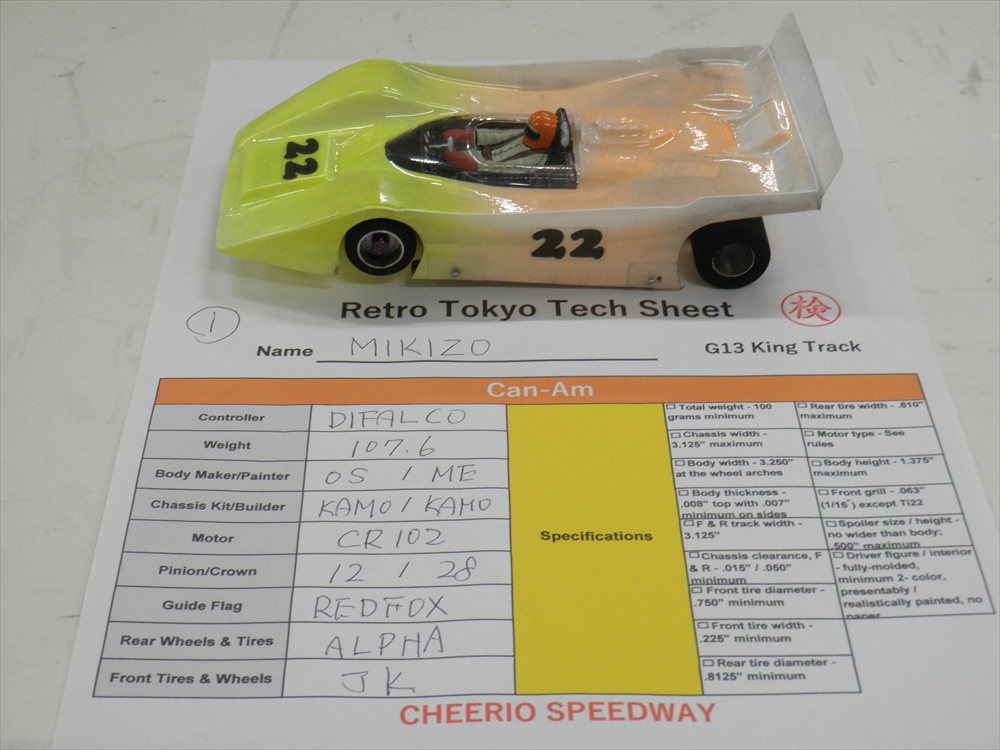 22
22
Retro Tokyo Tech Sheet
検
1
Name MIKIZO
G13 King Track
Can-Am
Controller DIFALCO
Weight 107.6
Body Maker/Painter OS / ME
Chassis Kit/Builder KAMO / KAMO
Motor CR102
Pinion/Crown 12 / 28
Guide Flag REDFOX
Rear Wheels & Tires ALPHA
Front Tires & Wheels JK
Specifications
Total weight - 100
grams minimum
Chassis width -
3.125" maximum
Body width - 3.250"
at the wheel arches
Body thickness -
.008" top with .007"
minimum on sides
F & R track width -
3.125"
Chassis clearance, F
& R - .015" / .050"
minimum
Front tire diameter -
.750" minimum
Front tire width -
.225" minimum
Rear tire diameter -
.8125" minimum
Rear tire width - .810"
maximum
Motor type - See
rules
Body height - 1.375"
maximum
Front grill - .063"
(1/16") except Ti22
Spoiler size / height -
no wider than body;
.500" maximum
Driver figure / interior
- fully-molded,
minimum 2- color,
presentably /
realistically painted, no
paper
CHEERIO SPEEDWAY